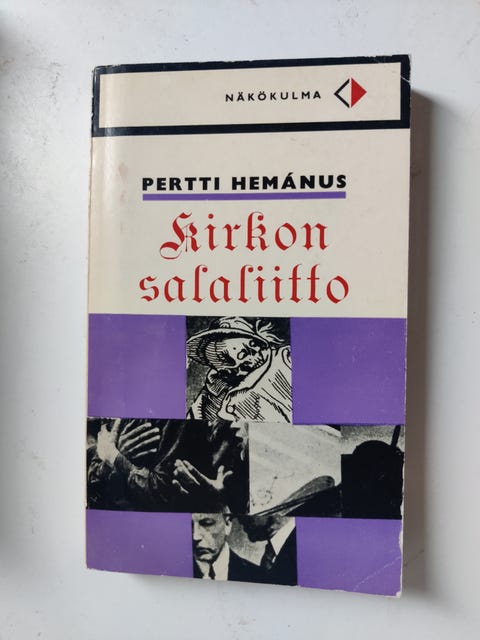 NÄKÖKULMA
PERTTI HEMÁNUS
Kirkon
salaliitto